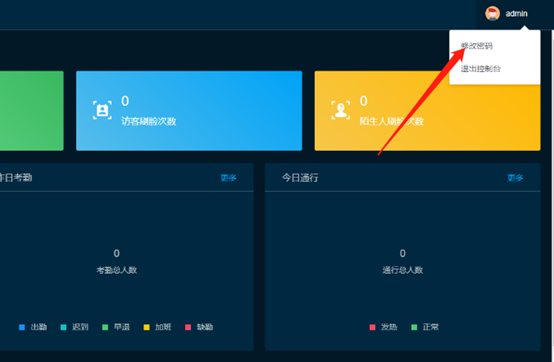 admin
修改密码
退出控制台
0
访客刷脸次数
0
陌生人刷脸次数
昨日考勤
更多
今日通行
更多
0
考勤总人数
0
通行总人数
出勤
迟到
早退
加班
缺勤
发热
正常